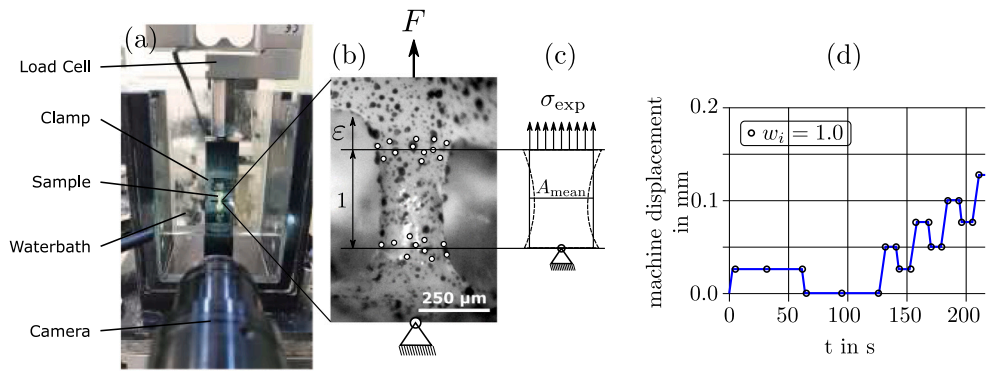 (a)
Load Cell
Clamp
Sample
Waterbath
Camera
(b)
F
ε
1
250 µm
(c)
σexp
Amean
(d)
machine displacement
in mm
0.2
0.1
0.0
wᵢ = 1.0
0 50 100 150 200
t in s